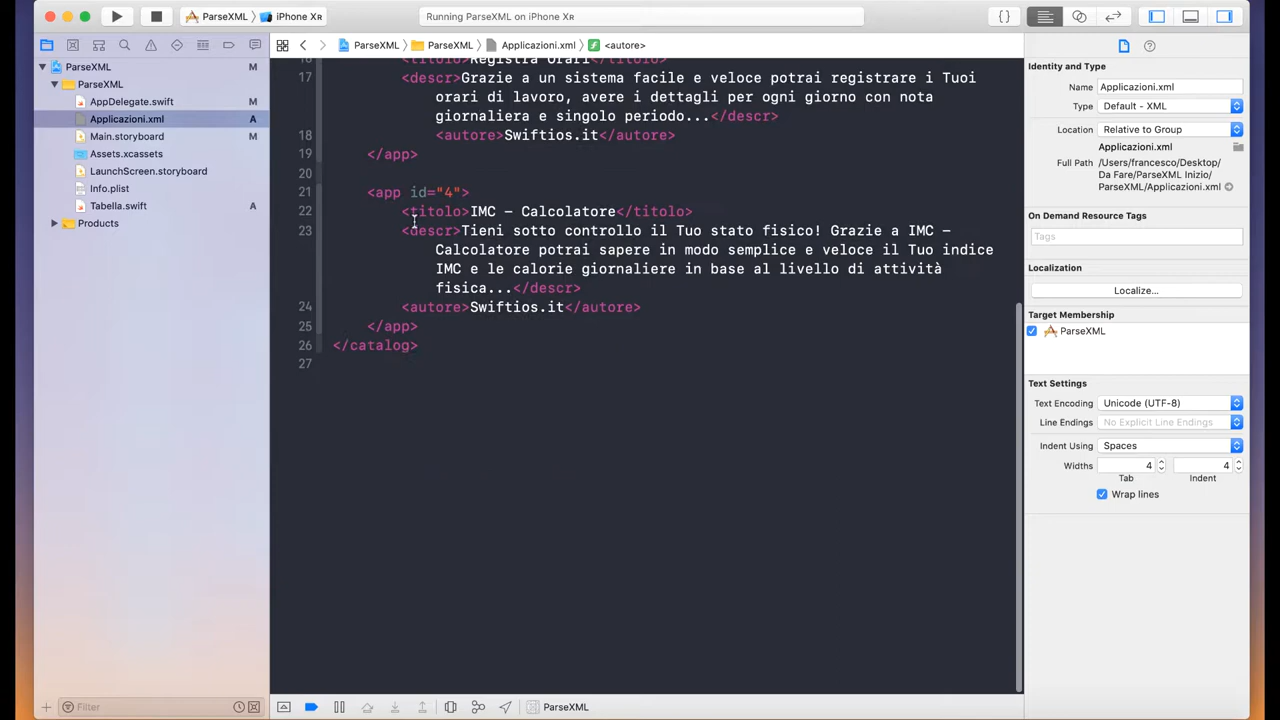 ParseXML
iPhone Xʀ
Running ParseXML on iPhone Xʀ
{ }
ParseXML
ParseXML
Applicazioni.xml
<autore>
ParseXML M
ParseXML
AppDelegate.swift M
Applicazioni.xml A
Main.storyboard M
Assets.xcassets
LaunchScreen.storyboard
Info.plist
Tabella.swift A
Products
Filter
16 <titolo>Registra Orari</titolo>
17 <descr>Grazie a un sistema facile e veloce potrai registrare i Tuoi
orari di lavoro, avere i dettagli per ogni giorno con nota
giornaliera e singolo periodo...</descr>
18 <autore>Swiftios.it</autore>
19 </app>
20
21 <app id="4">
22 <titolo>IMC – Calcolatore</titolo>
23 <descr>Tieni sotto controllo il Tuo stato fisico! Grazie a IMC –
Calcolatore potrai sapere in modo semplice e veloce il Tuo indice
IMC e le calorie giornaliere in base al livello di attività
fisica...</descr>
24 <autore>Swiftios.it</autore>
25 </app>
26 </catalog>
27
ParseXML
Identity and Type
Name Applicazioni.xml
Type Default - XML
Location Relative to Group
Applicazioni.xml
Full Path /Users/francesco/Desktop/
Da Fare/ParseXML Inizio/
ParseXML/Applicazioni.xml
On Demand Resource Tags
Tags
Localization
Localize...
Target Membership
ParseXML
Text Settings
Text Encoding Unicode (UTF-8)
Line Endings No Explicit Line Endings
Indent Using Spaces
Widths 4 4
Tab Indent
Wrap lines